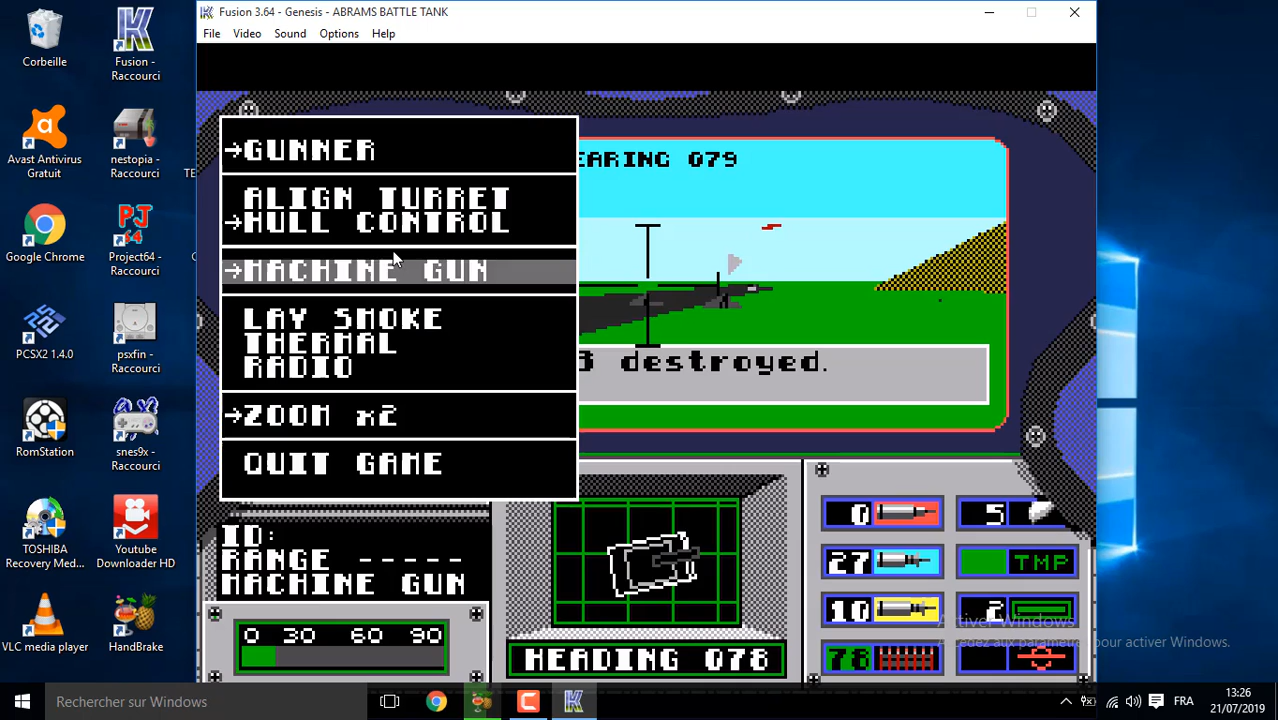 Fusion 3.64 - Genesis - ABRAMS BATTLE TANK
File Video Sound Options Help
Corbeille
Fusion -
Raccourci
Avast Antivirus
Gratuit
nestopia -
Raccourci
TE
Google Chrome
Project64 -
Raccourci
PCSX2 1.4.0
psxfin -
Raccourci
RomStation
snes9x -
Raccourci
TOSHIBA
Recovery Med...
Youtube
Downloader HD
VLC media player
HandBrake
→GUNNER
ALIGN TURRET
→HULL CONTROL
→MACHINE GUN
LAY SMOKE
THERMAL
RADIO
→ZOOM x2
QUIT GAME
EARING 079
destroyed.
ID:
RANGE -----
MACHINE GUN
0 30 60 90
HEADING 078
0 5
27 TMP
10 2
78
Activer Windows
Accédez aux paramètres pour activer Windows.
Rechercher sur Windows
FRA
13:26
21/07/2019